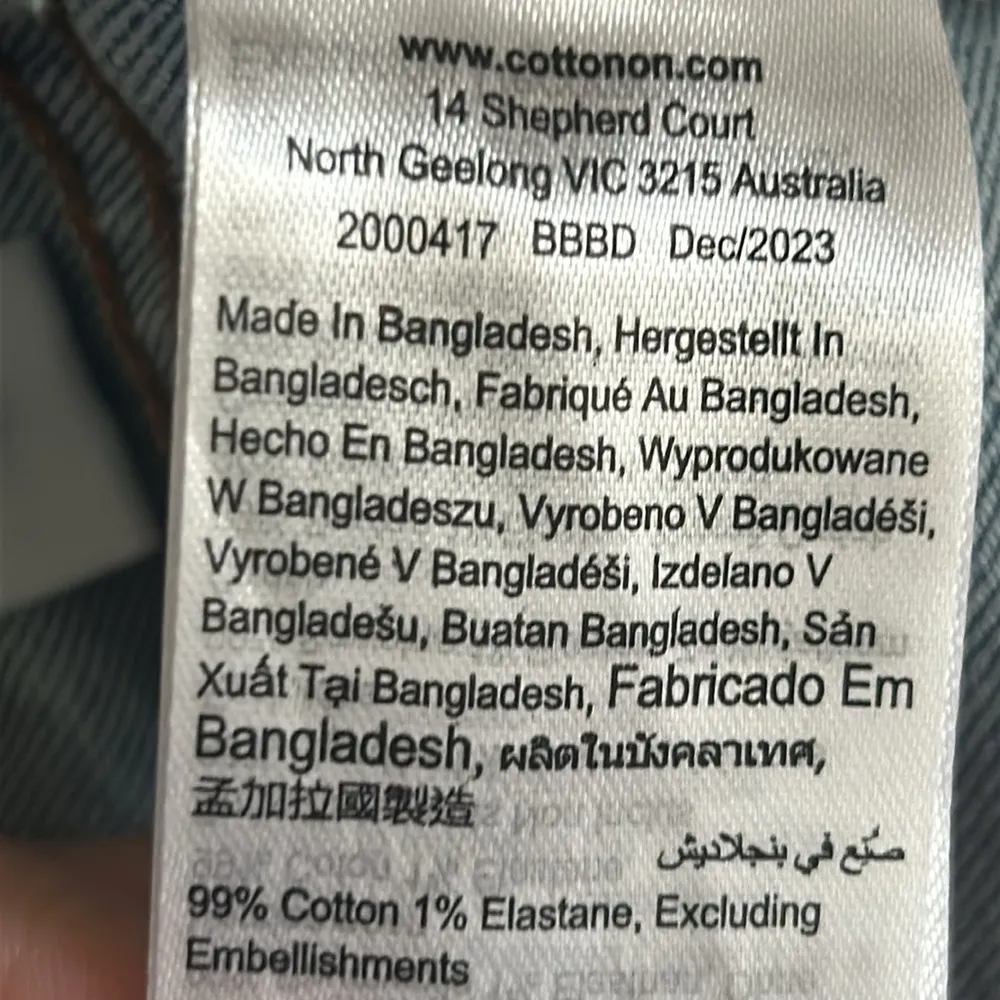 www.cottonon.com
14 Shepherd Court
North Geelong VIC 3215 Australia
2000417 BBBD Dec/2023
Made In Bangladesh, Hergestellt In
Bangladesch, Fabriqué Au Bangladesh,
Hecho En Bangladesh, Wyprodukowane
W Bangladeszu, Vyrobeno V Bangladéši,
Vyrobené V Bangladéši, Izdelano V
Bangladešu, Buatan Bangladesh, Sản
Xuất Tại Bangladesh, Fabricado Em
Bangladesh, ผลิตในบังคลาเทศ,
孟加拉國製造
صُنِع في بنجلاديش
99% Cotton 1% Elastane, Excluding
Embellishments